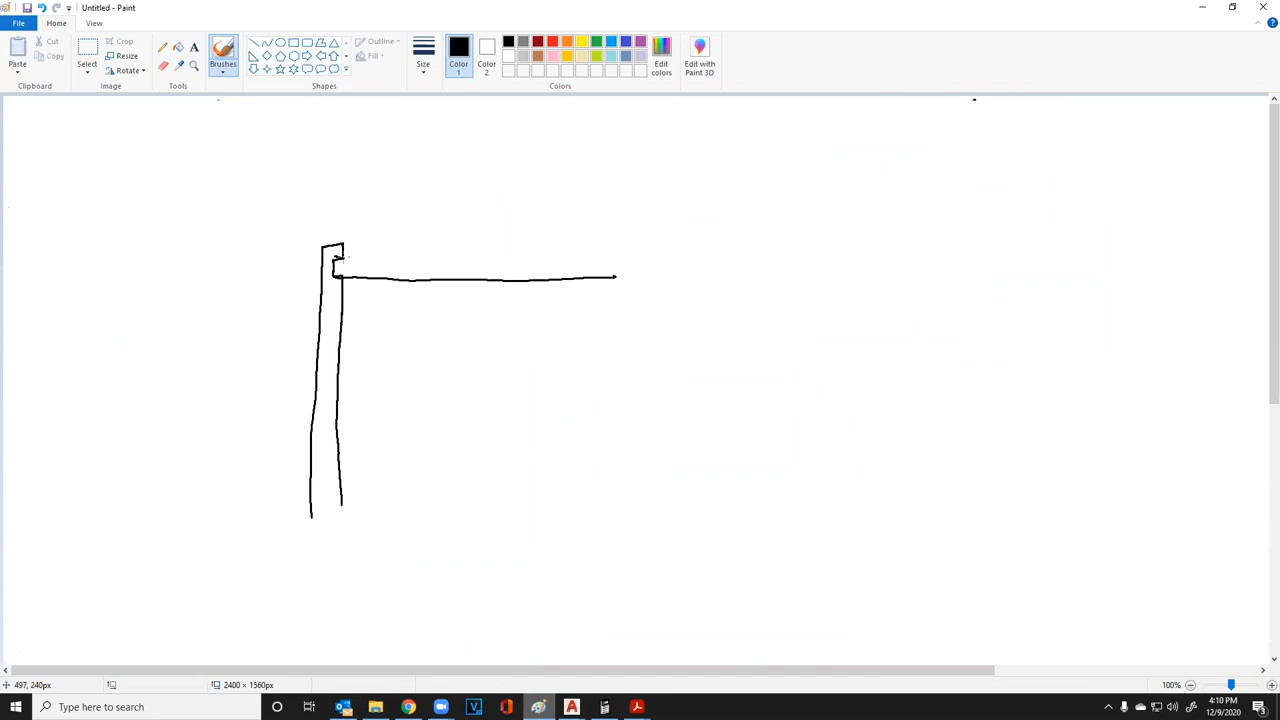 Untitled - Paint
File Home View
Paste
Cut
Copy
Clipboard
Select
Crop
Resize
Rotate
Image
A
Tools
Brushes
Shapes
Outline
Fill
Size
Color 1
Color 2
Colors
Edit colors
Edit with Paint 3D
497, 240px
2400 × 1560px
100%
Type here to search
4:10 PM
12/9/2020